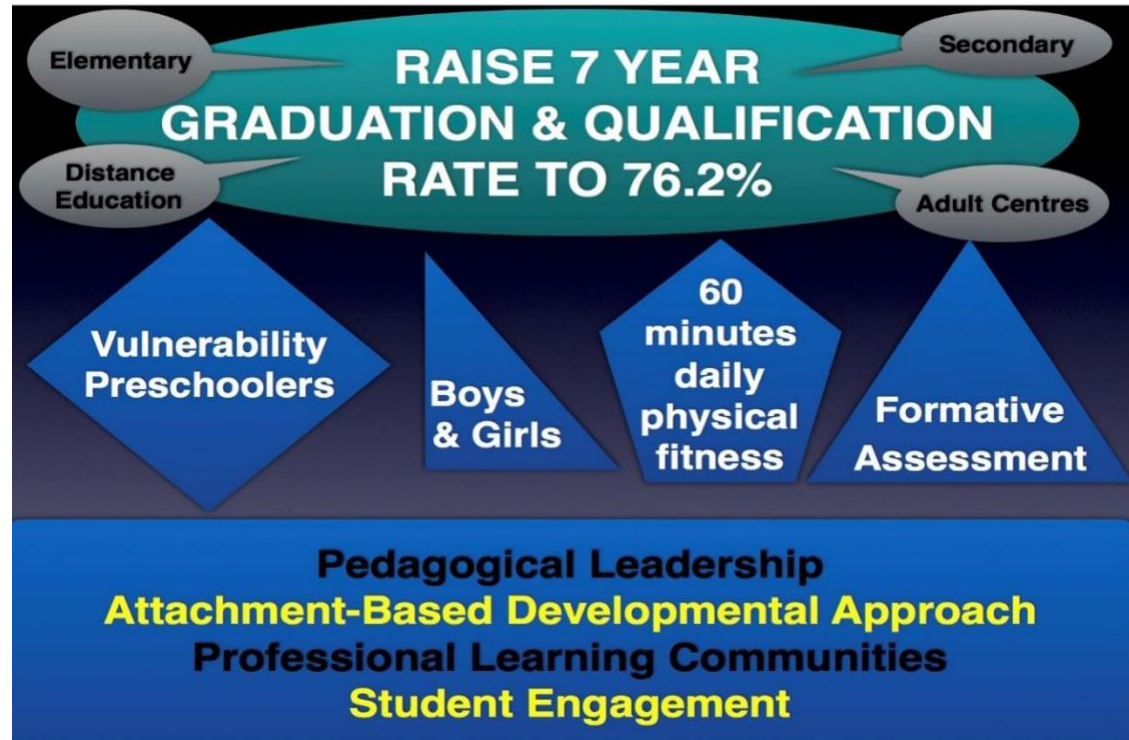 Elementary
Secondary
RAISE 7 YEAR
GRADUATION & QUALIFICATION
RATE TO 76.2%
Distance
Education
Adult Centres
Vulnerability
Preschoolers
Boys
& Girls
60
minutes
daily
physical
fitness
Formative
Assessment
Pedagogical Leadership
Attachment-Based Developmental Approach
Professional Learning Communities
Student Engagement